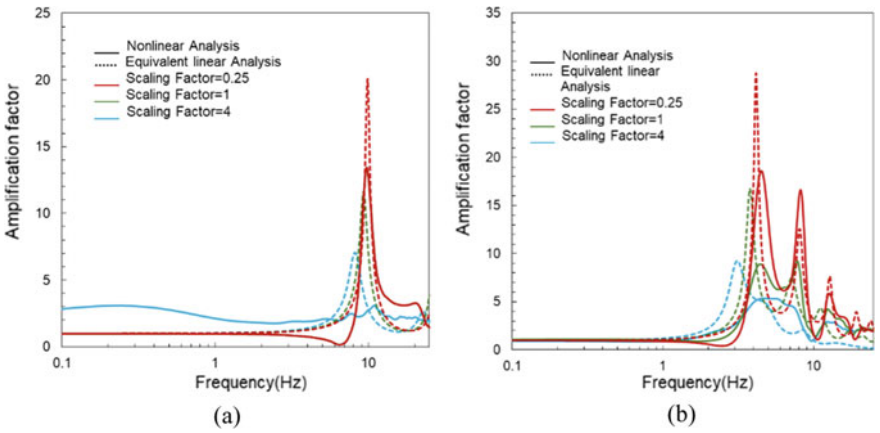 25
20
15
10
5
0
Amplification factor
Nonlinear Analysis
Equivalent linear Analysis
Scaling Factor=0.25
Scaling Factor=1
Scaling Factor=4
0.1
1
10
Frequency(Hz)
(a)
35
30
25
20
15
10
5
0
Amplification factor
Nonlinear Analysis
Equivalent linear
Analysis
Scaling Factor=0.25
Scaling Factor=1
Scaling Factor=4
0.1
1
10
Frequency(Hz)
(b)